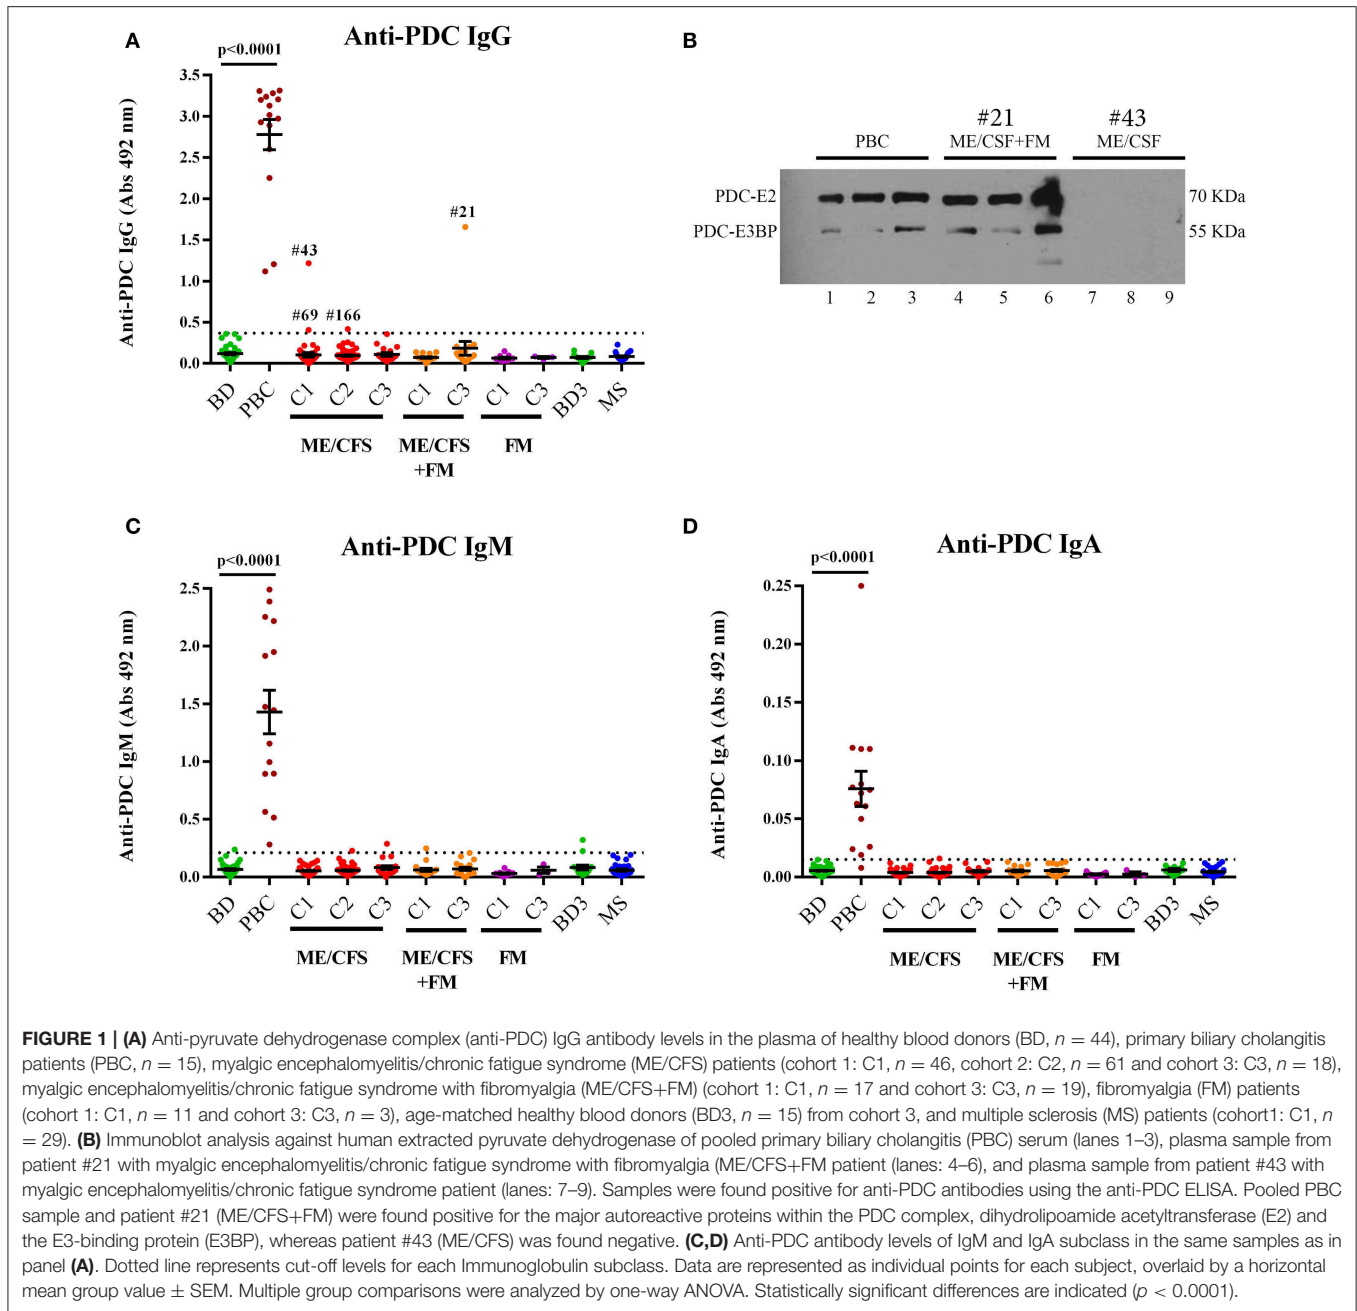 A
Anti-PDC IgG
p<0.0001
Anti-PDC IgG (Abs 492 nm)
3.5
3.0
2.5
2.0
1.5
1.0
0.5
0.0
#43
#69
#166
#21
BD
PBC
C1
C2
C3
C1
C3
C1
C3
BD3
MS
ME/CFS
ME/CFS
+FM
FM
B
#21
#43
PBC
ME/CSF+FM
ME/CSF
PDC-E2
70 KDa
PDC-E3BP
55 KDa
1 2 3 4 5 6 7 8 9
C
Anti-PDC IgM
p<0.0001
Anti-PDC IgM (Abs 492 nm)
2.5
2.0
1.5
1.0
0.5
0.0
BD
PBC
C1
C2
C3
C1
C3
C1
C3
BD3
MS
ME/CFS
ME/CFS
+FM
FM
D
Anti-PDC IgA
p<0.0001
Anti-PDC IgA (Abs 492 nm)
0.25
0.20
0.15
0.10
0.05
0.00
BD
PBC
C1
C2
C3
C1
C3
C1
C3
BD3
MS
ME/CFS
ME/CFS
+FM
FM
FIGURE 1 | (A) Anti-pyruvate dehydrogenase complex (anti-PDC) IgG antibody levels in the plasma of healthy blood donors (BD, n = 44), primary biliary cholangitis
patients (PBC, n = 15), myalgic encephalomyelitis/chronic fatigue syndrome (ME/CFS) patients (cohort 1: C1, n = 46, cohort 2: C2, n = 61 and cohort 3: C3, n = 18),
myalgic encephalomyelitis/chronic fatigue syndrome with fibromyalgia (ME/CFS+FM) (cohort 1: C1, n = 17 and cohort 3: C3, n = 19), fibromyalgia (FM) patients
(cohort 1: C1, n = 11 and cohort 3: C3, n = 3), age-matched healthy blood donors (BD3, n = 15) from cohort 3, and multiple sclerosis (MS) patients (cohort1: C1, n
= 29). (B) Immunoblot analysis against human extracted pyruvate dehydrogenase of pooled primary biliary cholangitis (PBC) serum (lanes 1–3), plasma sample from
patient #21 with myalgic encephalomyelitis/chronic fatigue syndrome with fibromyalgia (ME/CFS+FM patient (lanes: 4–6), and plasma sample from patient #43 with
myalgic encephalomyelitis/chronic fatigue syndrome patient (lanes: 7–9). Samples were found positive for anti-PDC antibodies using the anti-PDC ELISA. Pooled PBC
sample and patient #21 (ME/CFS+FM) were found positive for the major autoreactive proteins within the PDC complex, dihydrolipoamide acetyltransferase (E2) and
the E3-binding protein (E3BP), whereas patient #43 (ME/CFS) was found negative. (C,D) Anti-PDC antibody levels of IgM and IgA subclass in the same samples as in
panel (A). Dotted line represents cut-off levels for each Immunoglobulin subclass. Data are represented as individual points for each subject, overlaid by a horizontal
mean group value ± SEM. Multiple group comparisons were analyzed by one-way ANOVA. Statistically significant differences are indicated (p < 0.0001).